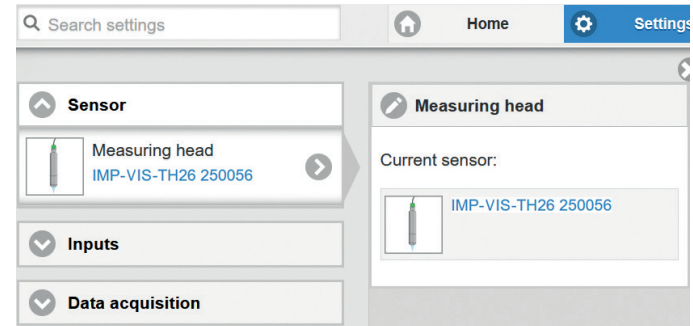 Search settings
Home
Settings
Sensor
Measuring head
IMP-VIS-TH26 250056
Inputs
Data acquisition
Measuring head
Current sensor:
IMP-VIS-TH26 250056